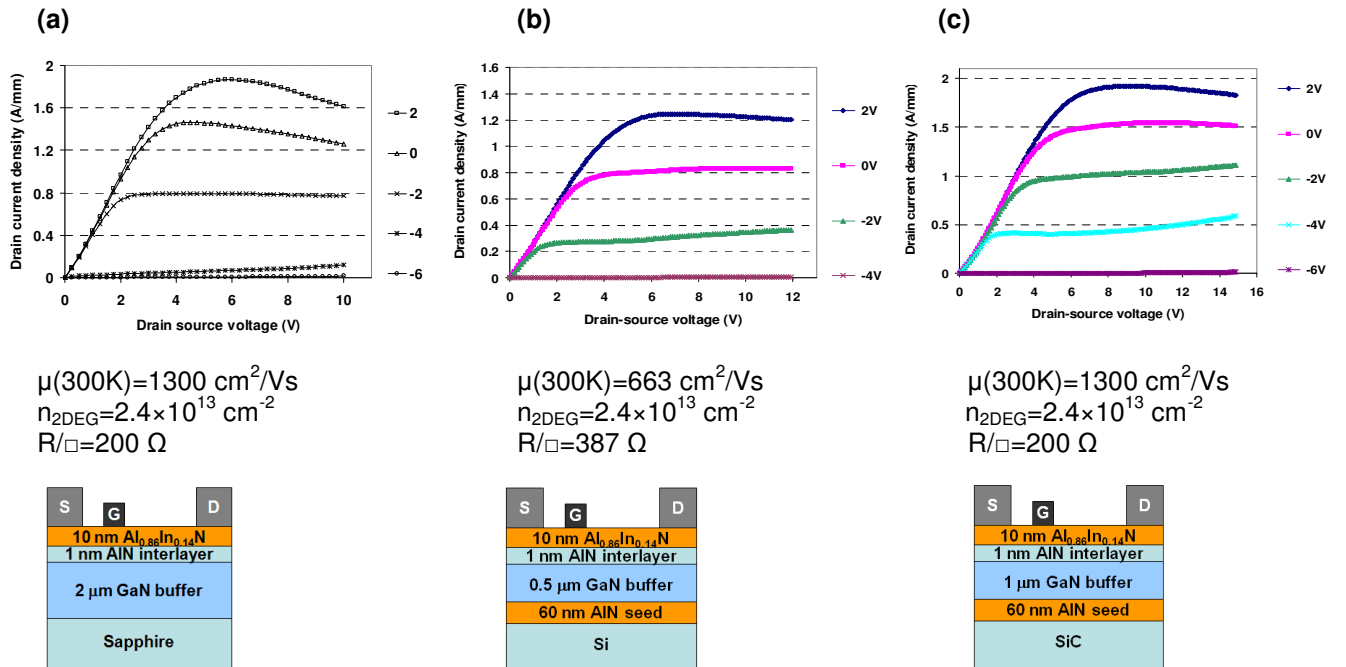 (a)
2
1.6
1.2
0.8
0.4
0
0 2 4 6 8 10
Drain current density (A/mm)
Drain source voltage (V)
2
0
-2
-4
-6
(b)
1.6
1.4
1.2
1
0.8
0.6
0.4
0.2
0
0 2 4 6 8 10 12
Drain current density (A/mm)
Drain-source voltage (V)
2V
0V
-2V
-4V
(c)
2
1.5
1
0.5
0
0 2 4 6 8 10 12 14 16
Drain current density (A/mm)
Drain-source voltage (V)
2V
0V
-2V
-4V
-6V
μ(300K)=1300 cm²/Vs
n₂DEG=2.4×10¹³ cm⁻²
R/□=200 Ω
μ(300K)=663 cm²/Vs
n₂DEG=2.4×10¹³ cm⁻²
R/□=387 Ω
μ(300K)=1300 cm²/Vs
n₂DEG=2.4×10¹³ cm⁻²
R/□=200 Ω
S G D
10 nm Al₀.₈₆In₀.₁₄N
1 nm AlN interlayer
2 μm GaN buffer
Sapphire
S G D
10 nm Al₀.₈₆In₀.₁₄N
1 nm AlN interlayer
0.5 μm GaN buffer
60 nm AlN seed
Si
S G D
10 nm Al₀.₈₆In₀.₁₄N
1 nm AlN interlayer
1 μm GaN buffer
60 nm AlN seed
SiC